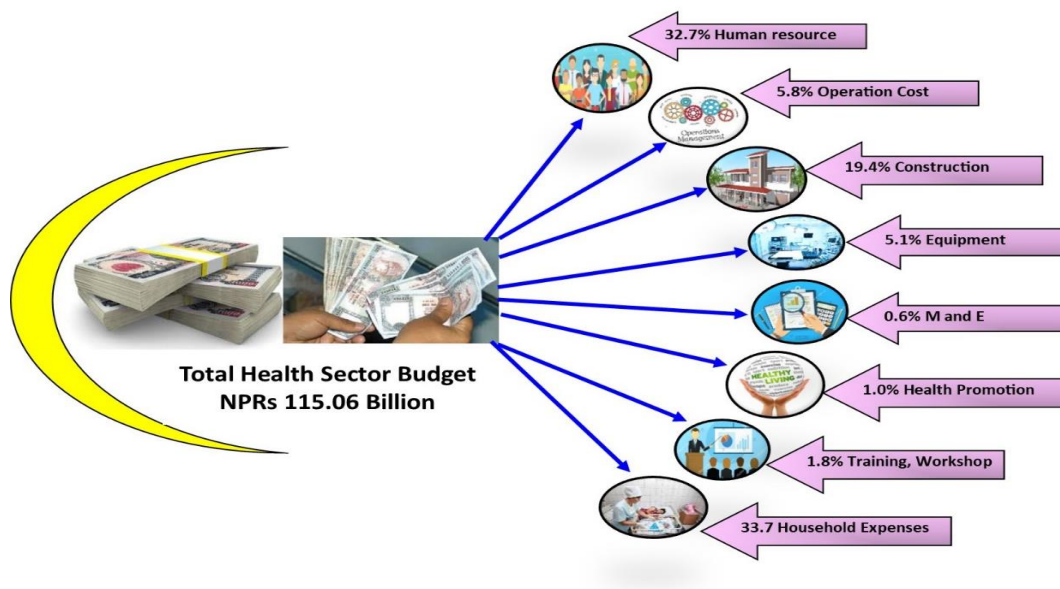 32.7% Human resource
5.8% Operation Cost
Operations
Management
19.4% Construction
5.1% Equipment
0.6% M and E
HEALTHY
LIVING
1.0% Health Promotion
1.8% Training, Workshop
33.7 Household Expenses
Total Health Sector Budget
NPRs 115.06 Billion